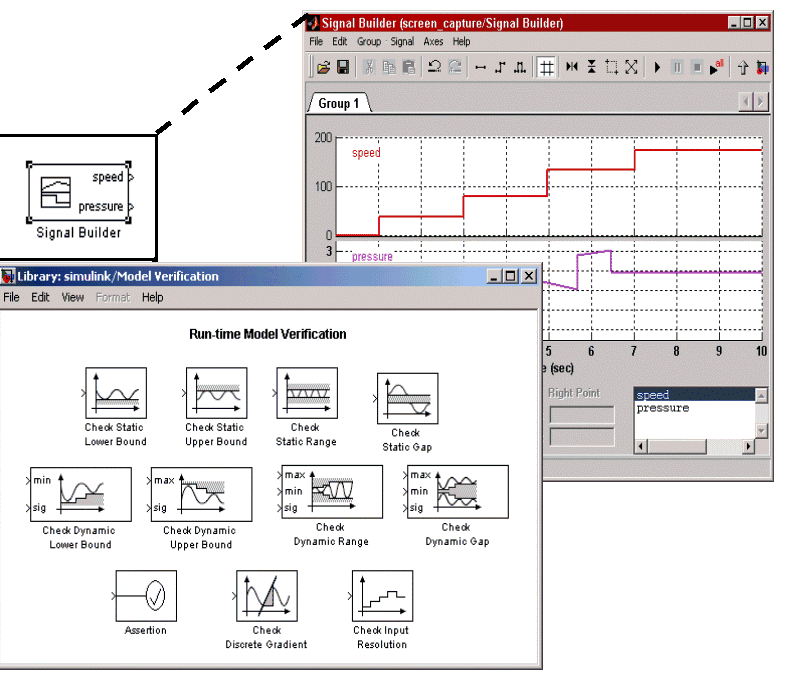 Signal Builder (screen_capture/Signal Builder)
File Edit Group Signal Axes Help
all
Group 1
200
speed
100
0
3
pressure
5 6 7 8 9 10
(sec)
Right Point
speed
pressure
speed
pressure
Signal Builder
Library: simulink/Model Verification
File Edit View Format Help
Run-time Model Verification
Check Static
Lower Bound
Check Static
Upper Bound
Check
Static Range
Check
Static Gap
min
sig
Check Dynamic
Lower Bound
max
sig
Check Dynamic
Upper Bound
max
min
sig
Check
Dynamic Range
max
min
sig
Check
Dynamic Gap
Assertion
Check
Discrete Gradient
Check Input
Resolution